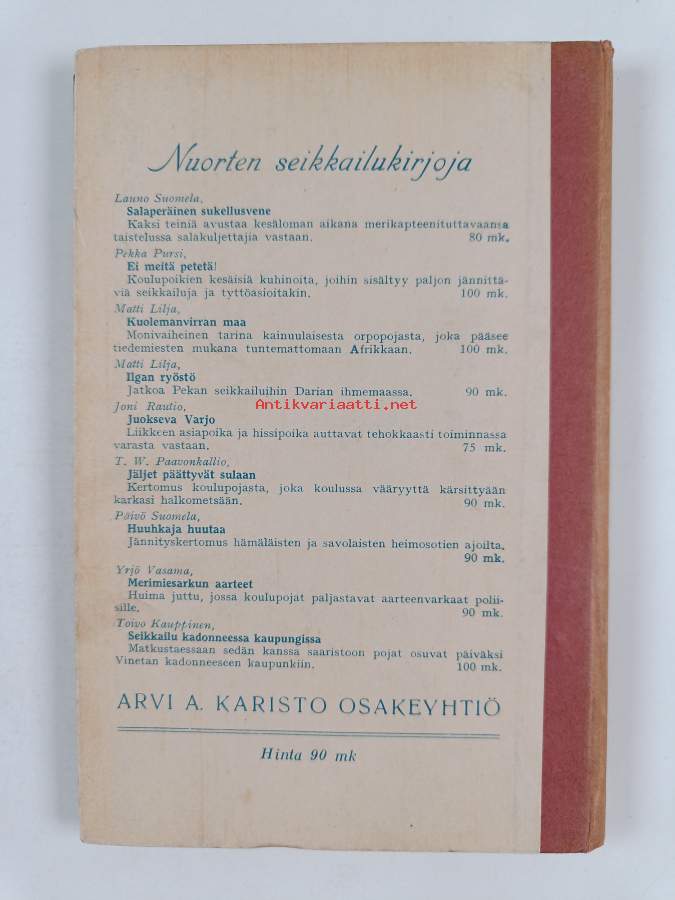 Nuorten seikkailukirjoja
Launo Suomela,
Salaperäinen sukellusvene
Kaksi teiniä avustaa kesäloman aikana merikapteenituttavaansa
taistelussa salakuljettajia vastaan. 80 mk.
Pekka Pursi,
Ei meitä petetä!
Koulupoikien kesäisiä kuhinoita, joihin sisältyy paljon jännittä-
viä seikkailuja ja tyttöasioitakin. 100 mk.
Matti Lilja,
Kuolemanvirran maa
Monivaiheinen tarina kainuulaisesta orpopojasta, joka pääsee
tiedemiesten mukana tuntemattomaan Afrikkaan. 100 mk.
Matti Lilja,
Ilgan ryöstö
Jatkoa Pekan seikkailuihin Darian ihmemaassa. 90 mk.
Antikvariaatti.net
Joni Rautio,
Juokseva Varjo
Liikkeen asiapoika ja hissipoika auttavat tehokkaasti toiminnassa
varasta vastaan. 75 mk.
T. W. Paavonkallio,
Jäljet päättyvät sulaan
Kertomus koulupojasta, joka koulussa vääryyttä kärsittyään
karkasi halkometsään. 90 mk.
Päivö Suomela,
Huuhkaja huutaa
Jännityskertomus hämäläisten ja savolaisten heimosotien ajoilta.
90 mk.
Yrjö Vasama,
Merimiesarkun aarteet
Huima juttu, jossa koulupojat paljastavat aarteenvarkaat polii-
sille. 90 mk.
Toivo Kauppinen,
Seikkailu kadonneessa kaupungissa
Matkustaessaan sedän kanssa saaristoon pojat osuvat päiväksi
Vinetan kadonneeseen kaupunkiin. 100 mk.
ARVI A. KARISTO OSAKEYHTIÖ
Hinta 90 mk